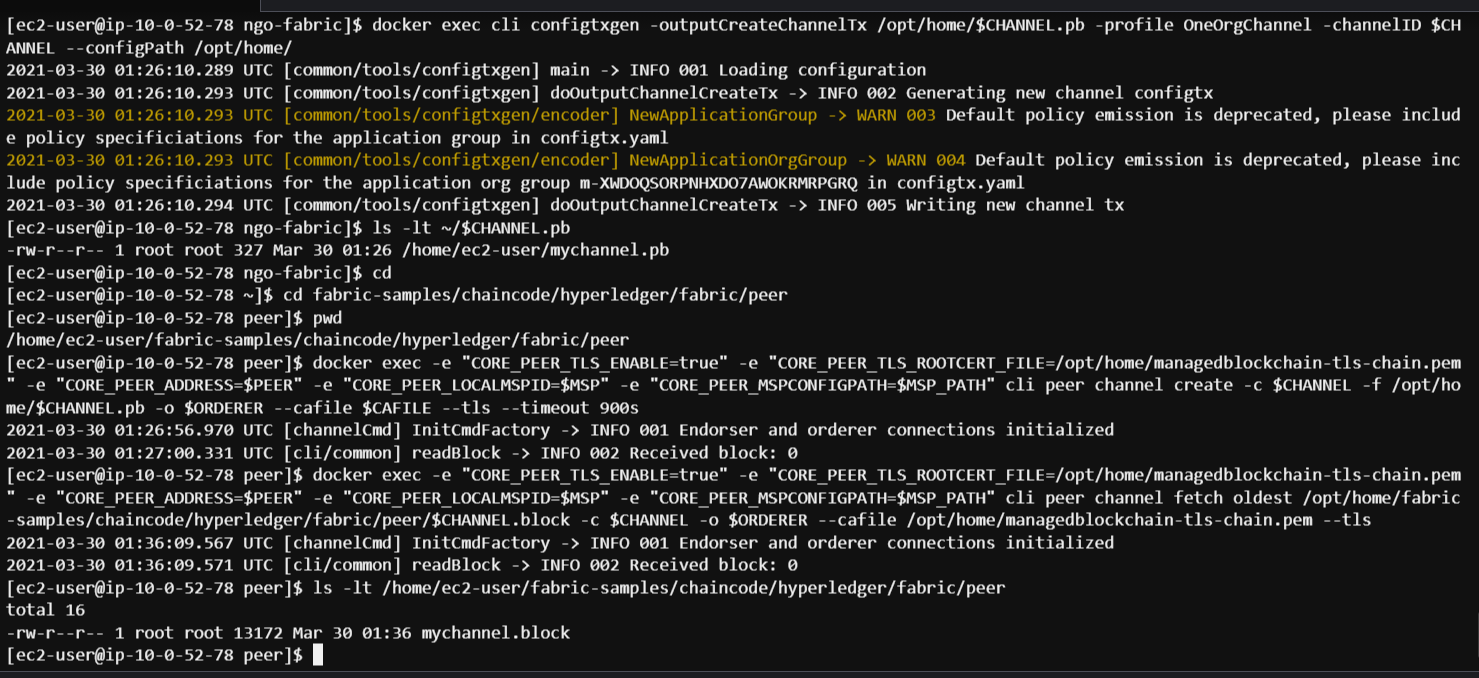 [ec2-user@ip-10-0-52-78 ngo-fabric]$ docker exec cli configtxgen -outputCreateChannelTx /opt/home/$CHANNEL.pb -profile OneOrgChannel -channelID $CH
ANNEL --configPath /opt/home/
2021-03-30 01:26:10.289 UTC [common/tools/configtxgen] main -> INFO 001 Loading configuration
2021-03-30 01:26:10.293 UTC [common/tools/configtxgen] doOutputChannelCreateTx -> INFO 002 Generating new channel configtx
2021-03-30 01:26:10.293 UTC [common/tools/configtxgen/encoder] NewApplicationGroup -> WARN 003 Default policy emission is deprecated, please includ
e policy specificiations for the application group in configtx.yaml
2021-03-30 01:26:10.293 UTC [common/tools/configtxgen/encoder] NewApplicationOrgGroup -> WARN 004 Default policy emission is deprecated, please inc
lude policy specificiations for the application org group m-XWDOQSORPNHXDO7AWOKRMRPGRQ in configtx.yaml
2021-03-30 01:26:10.294 UTC [common/tools/configtxgen] doOutputChannelCreateTx -> INFO 005 Writing new channel tx
[ec2-user@ip-10-0-52-78 ngo-fabric]$ ls -lt ~/$CHANNEL.pb
-rw-r--r-- 1 root root 327 Mar 30 01:26 /home/ec2-user/mychannel.pb
[ec2-user@ip-10-0-52-78 ngo-fabric]$ cd
[ec2-user@ip-10-0-52-78 ~]$ cd fabric-samples/chaincode/hyperledger/fabric/peer
[ec2-user@ip-10-0-52-78 peer]$ pwd
/home/ec2-user/fabric-samples/chaincode/hyperledger/fabric/peer
[ec2-user@ip-10-0-52-78 peer]$ docker exec -e "CORE_PEER_TLS_ENABLE=true" -e "CORE_PEER_TLS_ROOTCERT_FILE=/opt/home/managedblockchain-tls-chain.pem
" -e "CORE_PEER_ADDRESS=$PEER" -e "CORE_PEER_LOCALMSPID=$MSP" -e "CORE_PEER_MSPCONFIGPATH=$MSP_PATH" cli peer channel create -c $CHANNEL -f /opt/ho
me/$CHANNEL.pb -o $ORDERER --cafile $CAFILE --tls --timeout 900s
2021-03-30 01:26:56.970 UTC [channelCmd] InitCmdFactory -> INFO 001 Endorser and orderer connections initialized
2021-03-30 01:27:00.331 UTC [cli/common] readBlock -> INFO 002 Received block: 0
[ec2-user@ip-10-0-52-78 peer]$ docker exec -e "CORE_PEER_TLS_ENABLE=true" -e "CORE_PEER_TLS_ROOTCERT_FILE=/opt/home/managedblockchain-tls-chain.pem
" -e "CORE_PEER_ADDRESS=$PEER" -e "CORE_PEER_LOCALMSPID=$MSP" -e "CORE_PEER_MSPCONFIGPATH=$MSP_PATH" cli peer channel fetch oldest /opt/home/fabric
-samples/chaincode/hyperledger/fabric/peer/$CHANNEL.block -c $CHANNEL -o $ORDERER --cafile /opt/home/managedblockchain-tls-chain.pem --tls
2021-03-30 01:36:09.567 UTC [channelCmd] InitCmdFactory -> INFO 001 Endorser and orderer connections initialized
2021-03-30 01:36:09.571 UTC [cli/common] readBlock -> INFO 002 Received block: 0
[ec2-user@ip-10-0-52-78 peer]$ ls -lt /home/ec2-user/fabric-samples/chaincode/hyperledger/fabric/peer
total 16
-rw-r--r-- 1 root root 13172 Mar 30 01:36 mychannel.block
[ec2-user@ip-10-0-52-78 peer]$